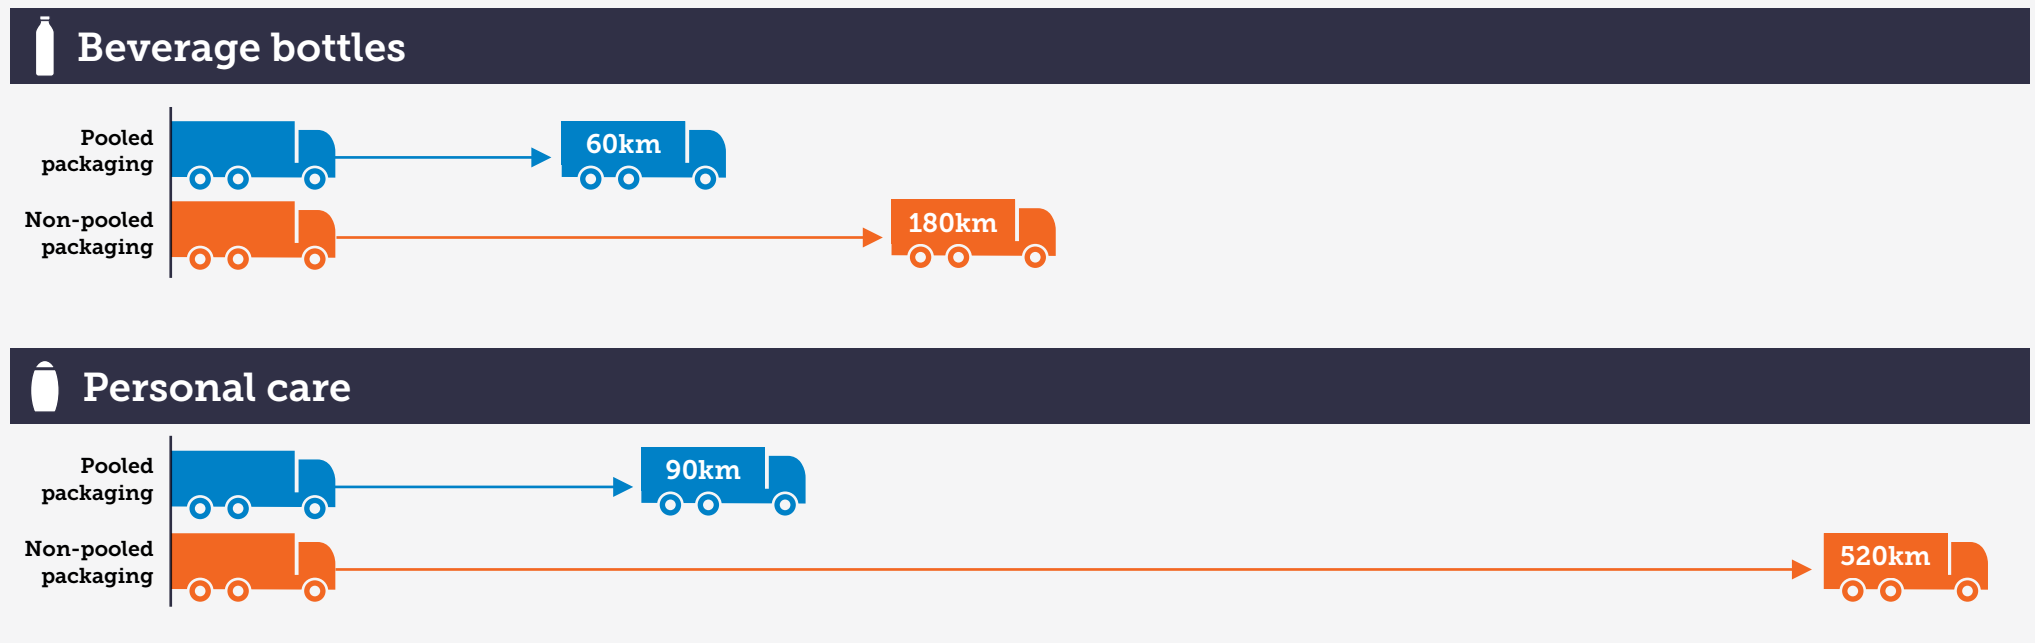 Beverage bottles
Pooled
packaging
60km
Non-pooled
packaging
180km
Personal care
Pooled
packaging
90km
Non-pooled
packaging
520km